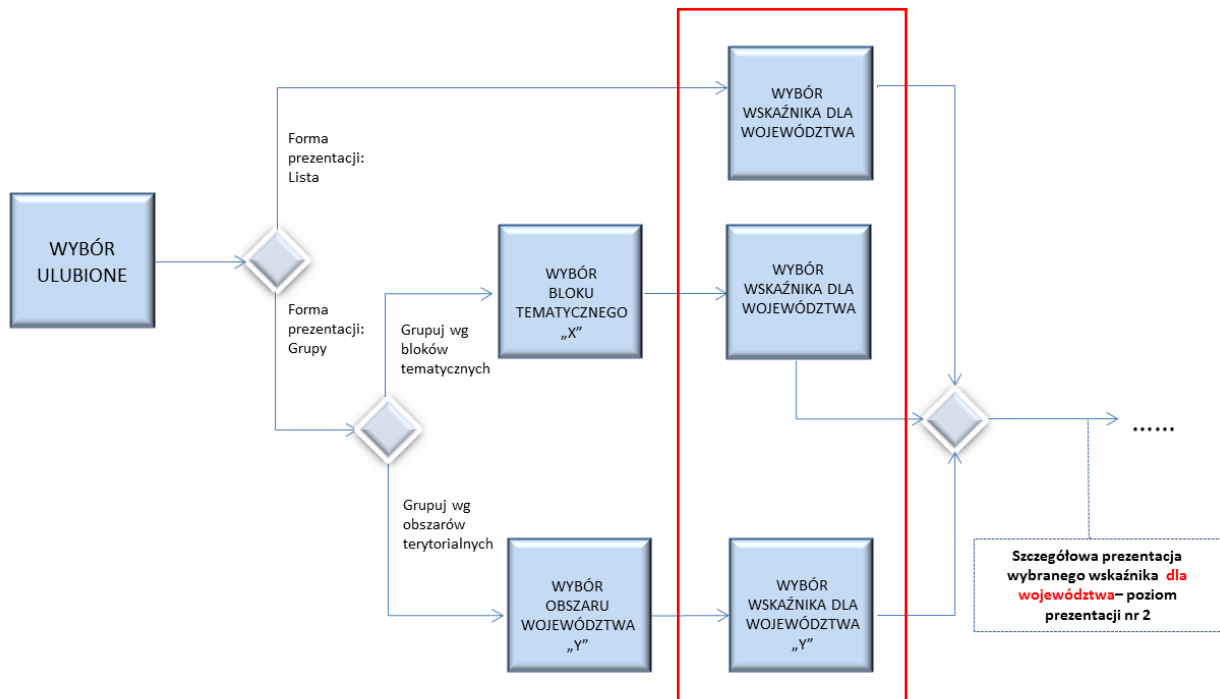 WYBÓR
WSKAŹNIKA DLA
WOJEWÓDZTWA
Forma
prezentacji:
Lista
WYBÓR
ULUBIONE
Forma
prezentacji:
Grupy
Grupuj wg
bloków
tematycznych
WYBÓR
BLOKU
TEMATYCZNEGO
„X”
WYBÓR
WSKAŹNIKA DLA
WOJEWÓDZTWA
......
Grupuj wg
obszarów
terytorialnych
WYBÓR
OBSZARU
WOJEWÓDZTWA
„Y”
WYBÓR
WSKAŹNIKA DLA
WOJEWÓDZTWA
„Y”
Szczegółowa prezentacja
wybranego wskaźnika dla
województwa– poziom
prezentacji nr 2